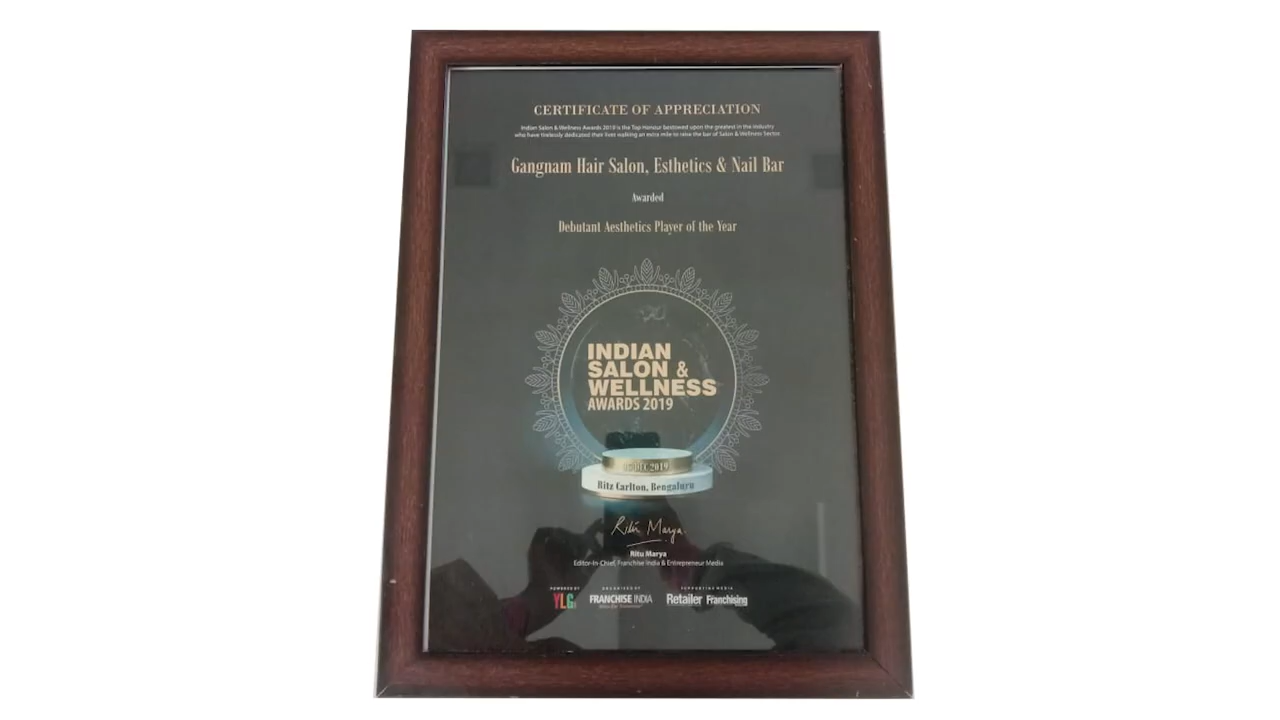 CERTIFICATE OF APPRECIATION
Indian Salon & Wellness Awards 2019 is the Top Honour bestowed upon the greatest in the industry
who have tirelessly dedicated their lives walking an extra mile to raise the bar of Salon & Wellness Sector.
Gangnam Hair Salon, Esthetics & Nail Bar
Awarded
Debutant Aesthetics Player of the Year
INDIAN
SALON &
WELLNESS
AWARDS 2019
DEC 2019
Ritz Carlton, Bengaluru
Ritu Marya
Ritu Marya
Editor-In-Chief, Franchise India & Entrepreneur Media
POWERED BY ORGANISED BY SUPPORTING MEDIA
YLG FRANCHISE INDIA Retailer Franchising